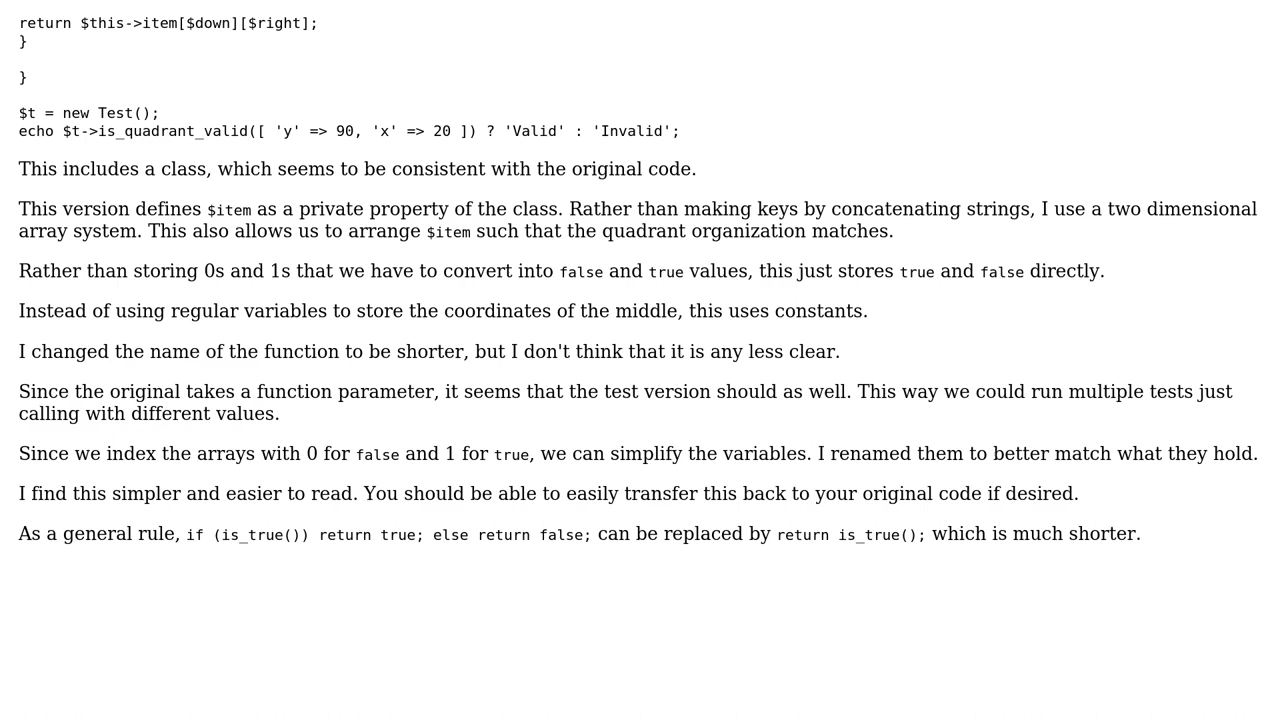 return $this->item[$down][$right];
}
}
$t = new Test();
echo $t->is_quadrant_valid([ 'y' => 90, 'x' => 20 ]) ? 'Valid' : 'Invalid';
This includes a class, which seems to be consistent with the original code.
This version defines $item as a private property of the class. Rather than making keys by concatenating strings, I use a two dimensional
array system. This also allows us to arrange $item such that the quadrant organization matches.
Rather than storing 0s and 1s that we have to convert into false and true values, this just stores true and false directly.
Instead of using regular variables to store the coordinates of the middle, this uses constants.
I changed the name of the function to be shorter, but I don't think that it is any less clear.
Since the original takes a function parameter, it seems that the test version should as well. This way we could run multiple tests just
calling with different values.
Since we index the arrays with 0 for false and 1 for true, we can simplify the variables. I renamed them to better match what they hold.
I find this simpler and easier to read. You should be able to easily transfer this back to your original code if desired.
As a general rule, if (is_true()) return true; else return false; can be replaced by return is_true(); which is much shorter.